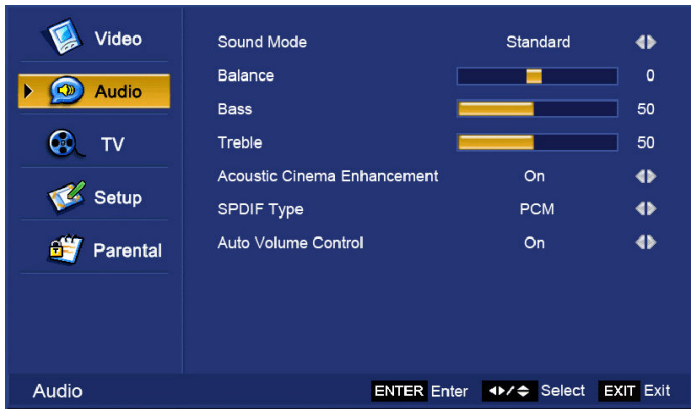 Video
Audio
TV
Setup
Parental
Sound Mode Standard
Balance 0
Bass 50
Treble 50
Acoustic Cinema Enhancement On
SPDIF Type PCM
Auto Volume Control On
Audio ENTER Enter / Select EXIT Exit